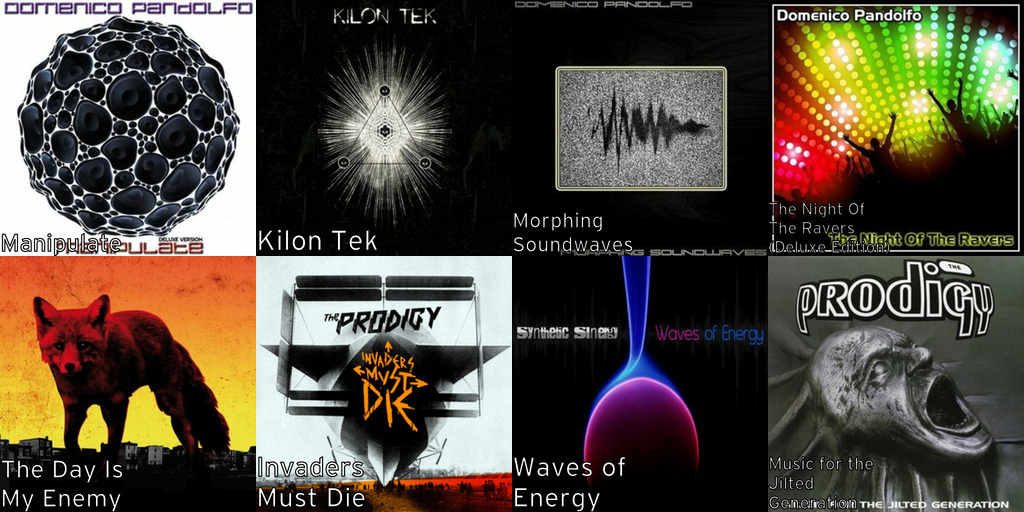 DOMENICO PANDOLFO
DELUXE VERSION
MANIPULATE
Manipulate
KILON TEK
Kilon Tek
DOMENICO PANDOLFO
Morphing
Soundwaves
MORPHING SOUNDWAVES
Domenico Pandolfo
The Night Of
The Ravers
(Deluxe Edition)
The Night Of The Ravers
The Day Is
My Enemy
THE PRODIGY
INVADERS
MUST
DIE
Invaders
Must Die
Synthetic Sinergy
Waves of Energy
Waves of
Energy
THE
PRODIGY
Music for the
Jilted
Generation
MUSIC FOR THE JILTED GENERATION